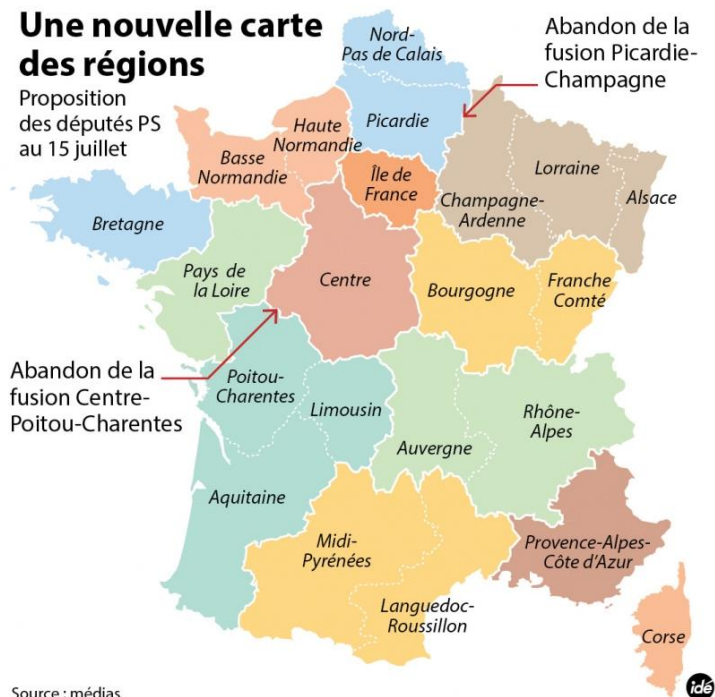 Une nouvelle carte
des régions
Proposition
des députés PS
au 15 juillet
Abandon de la
fusion Picardie-
Champagne
Nord-
Pas de Calais
Picardie
Haute
Normandie
Basse
Normandie
Île de
France
Champagne-
Ardenne
Lorraine
Alsace
Bretagne
Pays de
la Loire
Centre
Bourgogne
Franche
Comté
Abandon de la
fusion Centre-
Poitou-Charentes
Poitou-
Charentes
Limousin
Auvergne
Rhône-
Alpes
Aquitaine
Midi-
Pyrénées
Languedoc-
Roussillon
Provence-Alpes-
Côte d'Azur
Corse
Source : médias
idé